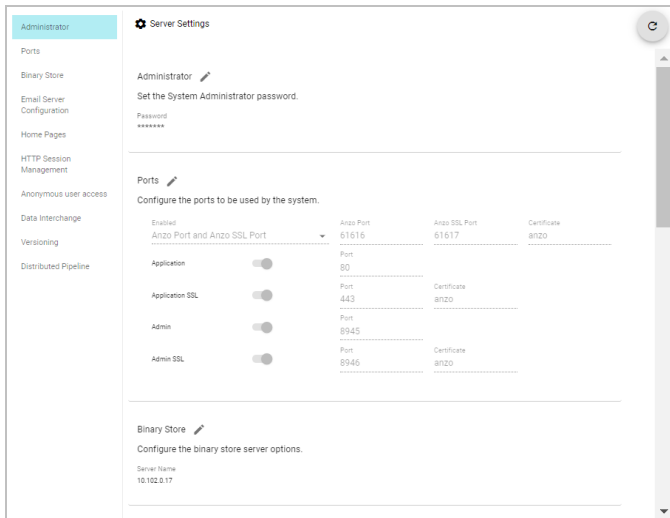 Administrator
Ports
Binary Store
Email Server
Configuration
Home Pages
HTTP Session
Management
Anonymous user access
Data Interchange
Versioning
Distributed Pipeline
Server Settings
Administrator
Set the System Administrator password.
Password
*******
Ports
Configure the ports to be used by the system.
Enabled Anzo Port Anzo SSL Port Certificate
Anzo Port and Anzo SSL Port 61616 61617 anzo
Port
Application 80
Port Certificate
Application SSL 443 anzo
Port
Admin 8945
Port Certificate
Admin SSL 8946 anzo
Binary Store
Configure the binary store server options.
Server Name
10.102.0.17